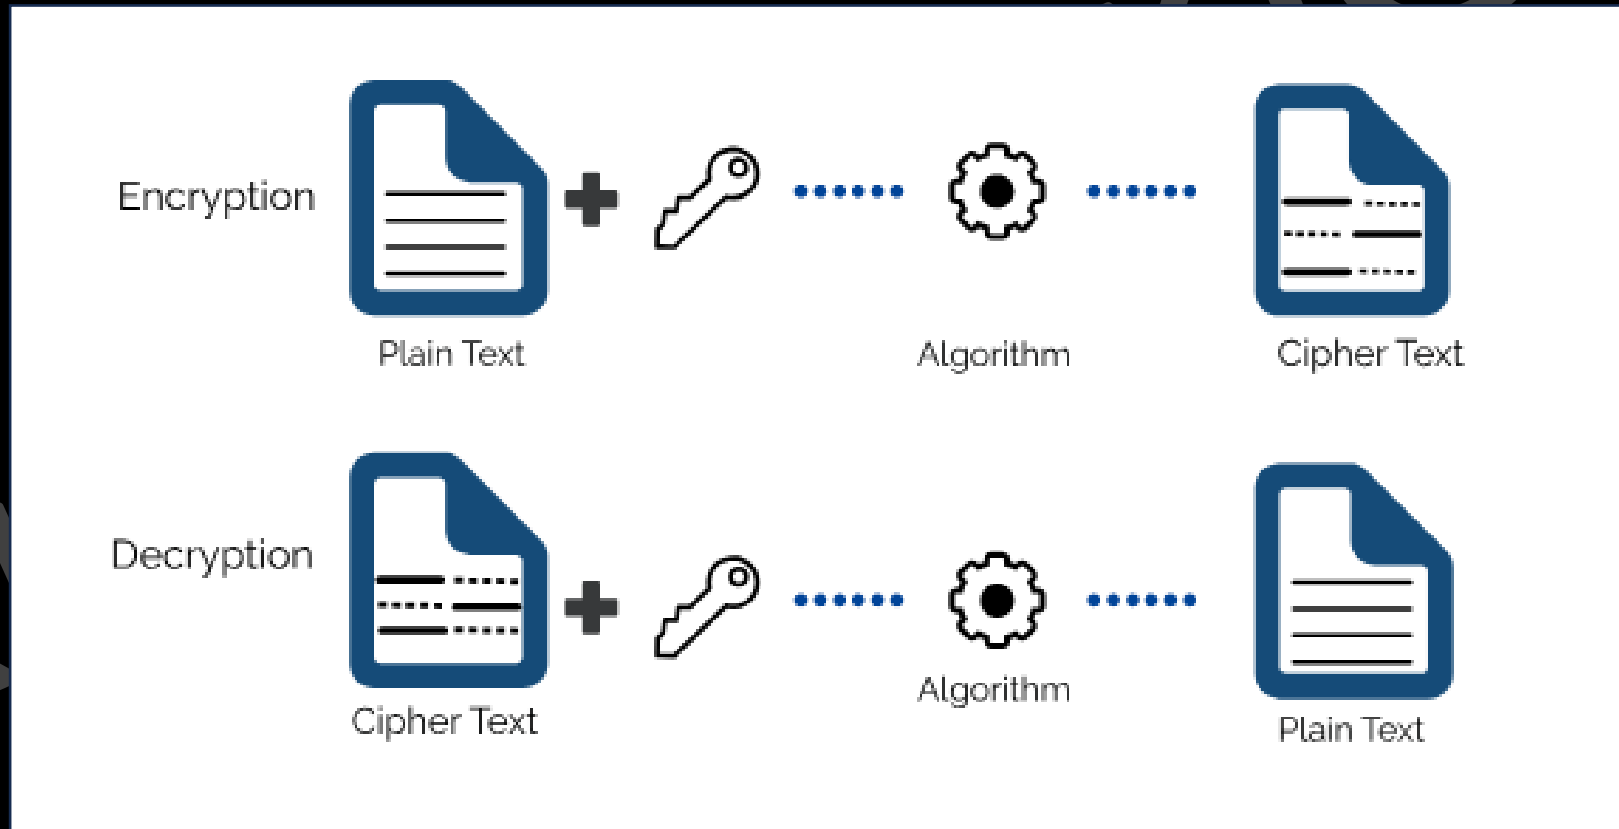 Encryption
Plain Text
Algorithm
Cipher Text
Decryption
Cipher Text
Algorithm
Plain Text